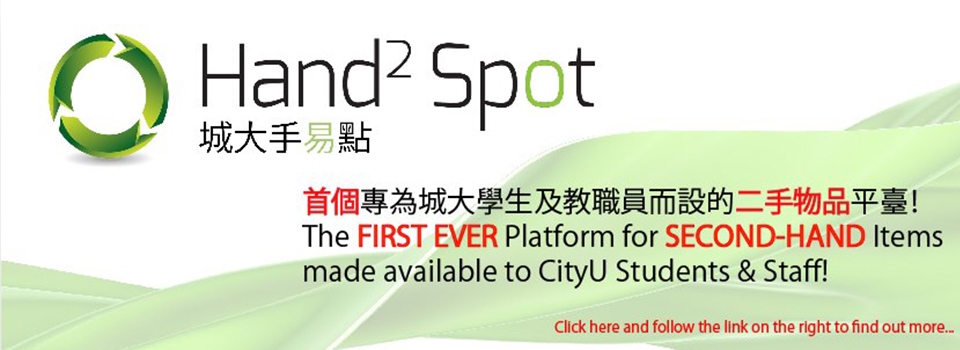 Hand² Spot
城大手易點
首個專為城大學生及教職員而設的二手物品平臺!
The FIRST EVER Platform for SECOND-HAND Items
made available to CityU Students & Staff!
Click here and follow the link on the right to find out more...